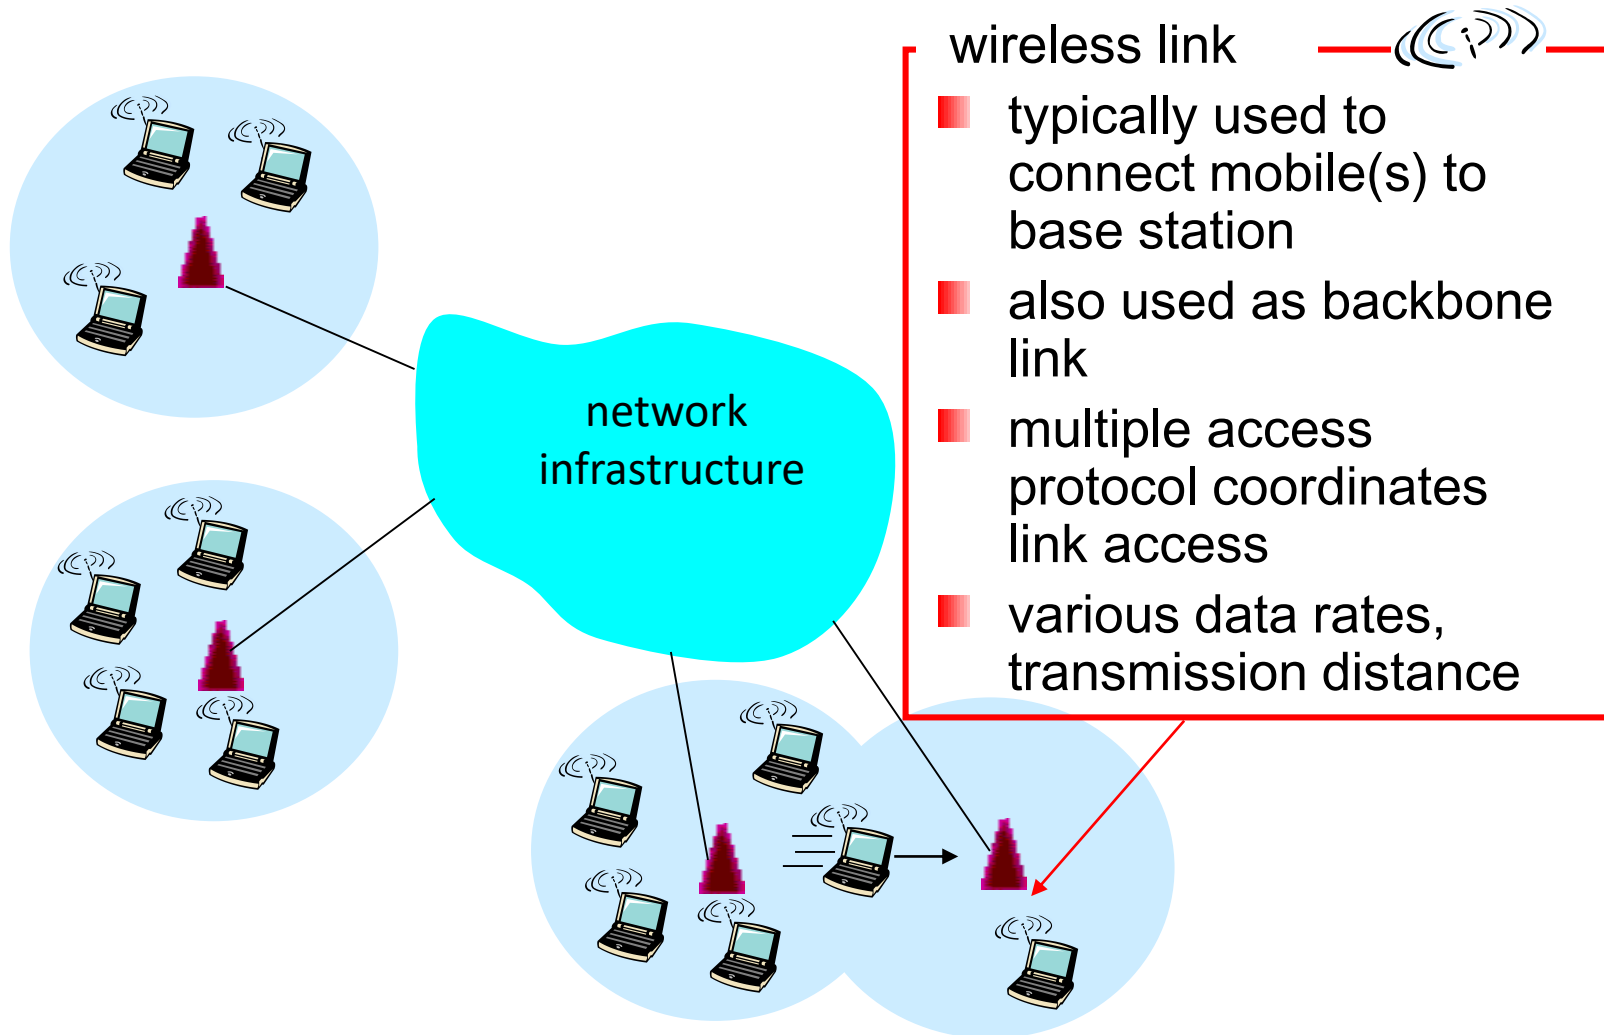 wireless link
typically used to
connect mobile(s) to
base station
also used as backbone
link
multiple access
protocol coordinates
link access
various data rates,
transmission distance
network
infrastructure